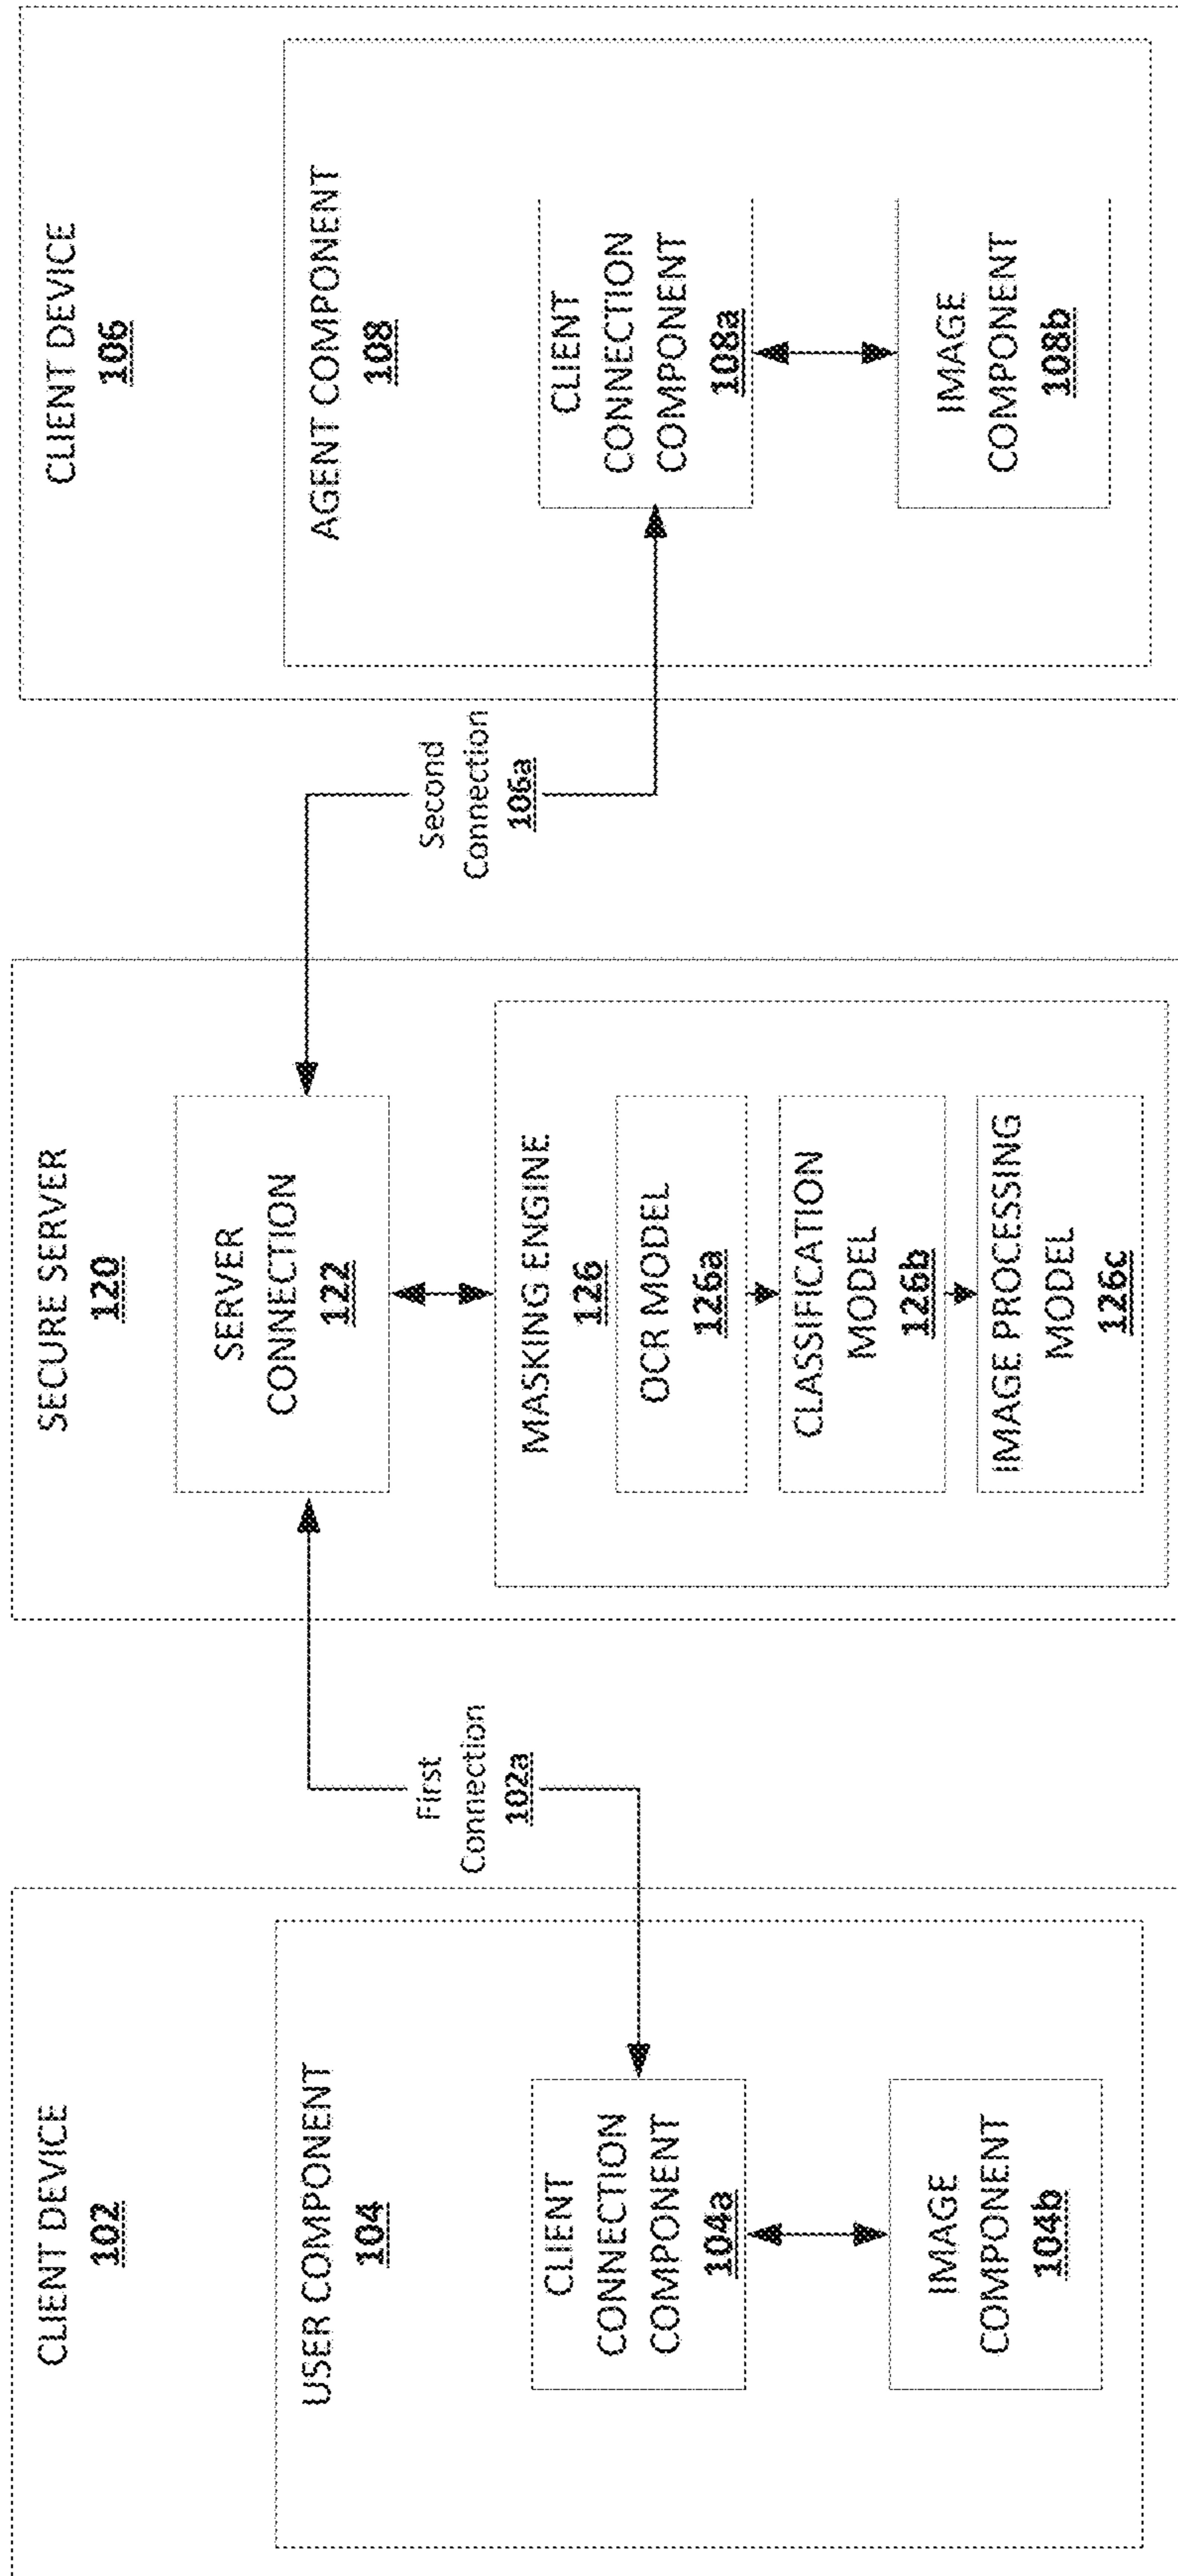 CLIENT DEVICE
102
USER COMPONENT
104
CLIENT
CONNECTION
COMPONENT
104a
IMAGE
COMPONENT
104b
First
Connection
102a
SECURE SERVER
120
SERVER
CONNECTION
122
MASKING ENGINE
126
OCR MODEL
126a
CLASSIFICATION
MODEL
126b
IMAGE PROCESSING
MODEL
126c
Second
Connection
106a
CLIENT DEVICE
106
AGENT COMPONENT
108
CLIENT
CONNECTION
COMPONENT
108a
IMAGE
COMPONENT
108b